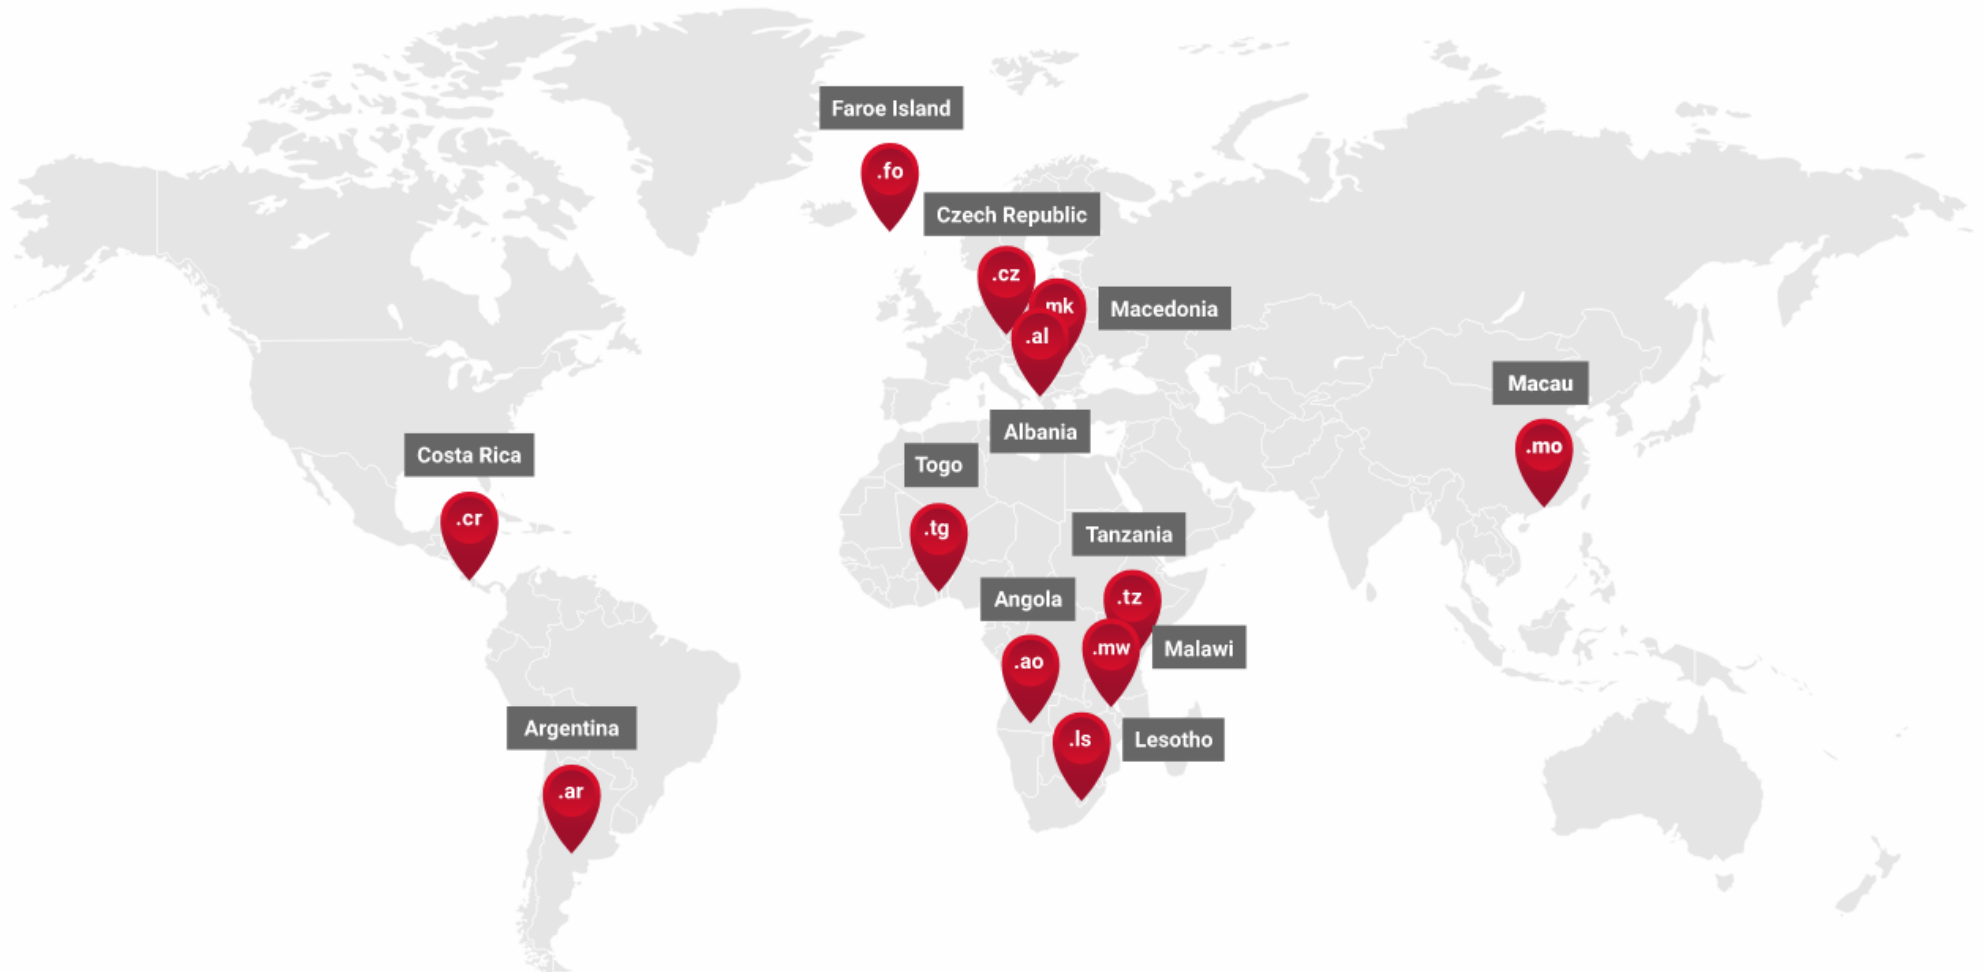 Faroe Island
.fo
Czech Republic
.cz
mk
Macedonia
.al
Albania
Macau
.mo
Costa Rica
.cr
Togo
.tg
Tanzania
.tz
Angola
.ao
.mw
Malawi
Argentina
.ar
.ls
Lesotho